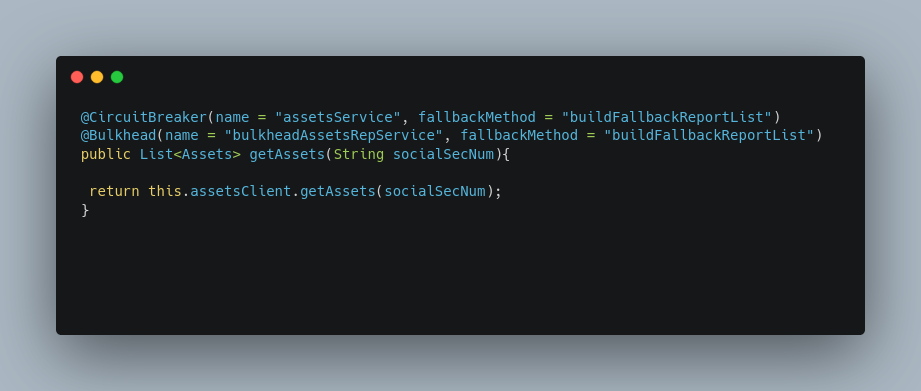 @CircuitBreaker(name = "assetsService", fallbackMethod = "buildFallbackReportList")
@Bulkhead(name = "bulkheadAssetsRepService", fallbackMethod = "buildFallbackReportList")
public List<Assets> getAssets(String socialSecNum){
 return this.assetsClient.getAssets(socialSecNum);
}